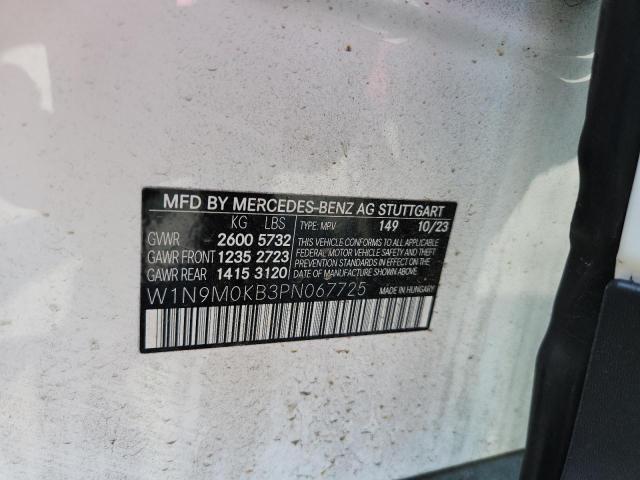 MFD BY MERCEDES-BENZ AG STUTTGART
KG LBS TYPE: MPV 149 10/23
GVWR 2600 5732
GAWR FRONT 1235 2723
GAWR REAR 1415 3120
THIS VEHICLE CONFORMS TO ALL APPLICABLE
FEDERAL MOTOR VEHICLE SAFETY AND THEFT
PREVENTION STANDARDS IN EFFECT ON THE DATE
OF MANUFACTURE SHOWN ABOVE.
W1N9M0KB3PN067725 MADE IN HUNGARY